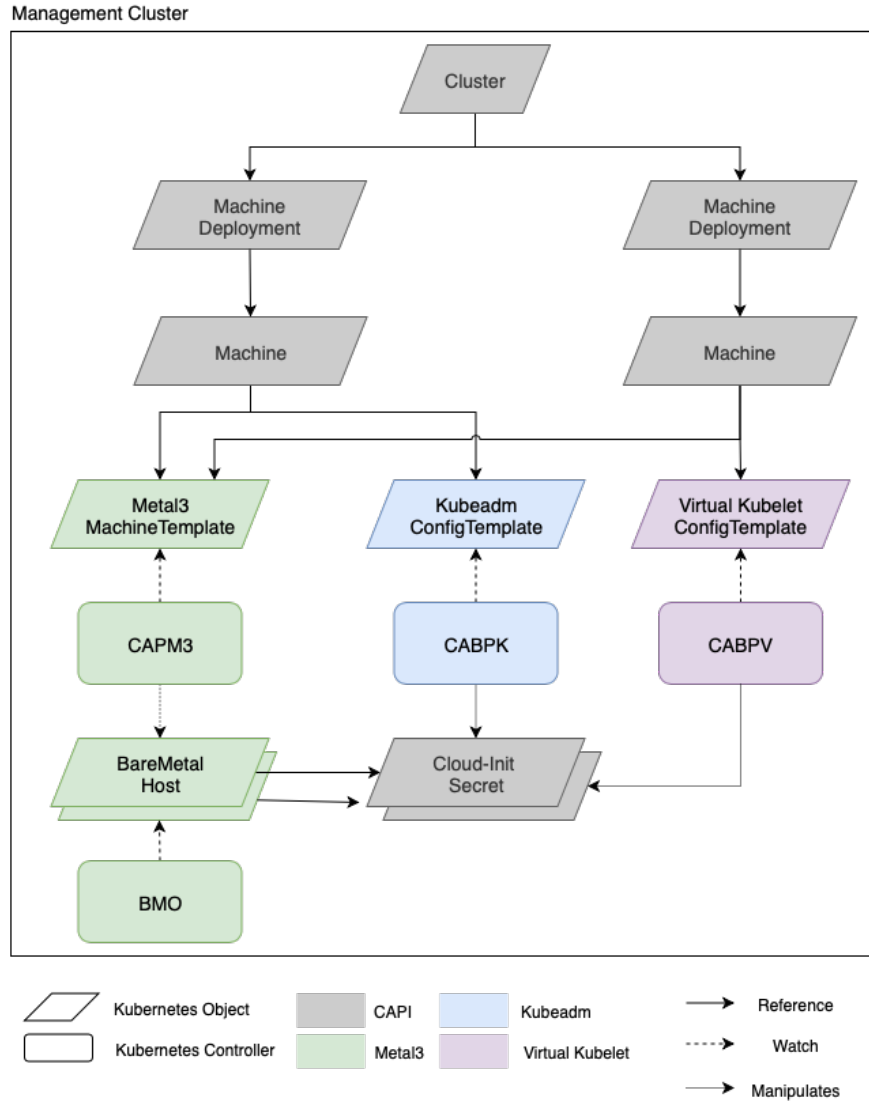 Management Cluster
Cluster
Machine
Deployment
Machine
Deployment
Machine
Machine
Metal3
MachineTemplate
Kubeadm
ConfigTemplate
Virtual Kubelet
ConfigTemplate
CAPM3
CABPK
CABPV
BareMetal
Host
Cloud-Init
Secret
BMO
Kubernetes Object
CAPI
Kubeadm
Reference
Kubernetes Controller
Metal3
Virtual Kubelet
Watch
Manipulates